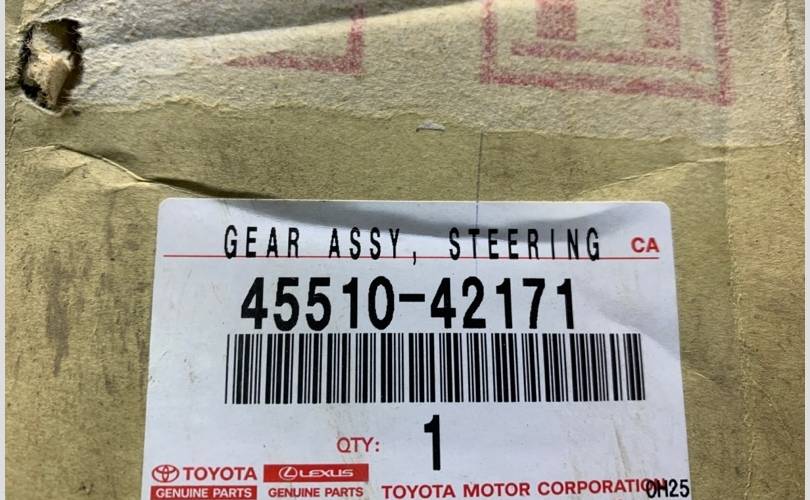 GEAR ASSY, STEERING CA
45510-42171
QTY: 1
TOYOTA LEXUS
GENUINE PARTS GENUINE PARTS TOYOTA MOTOR CORPORATION 0H25